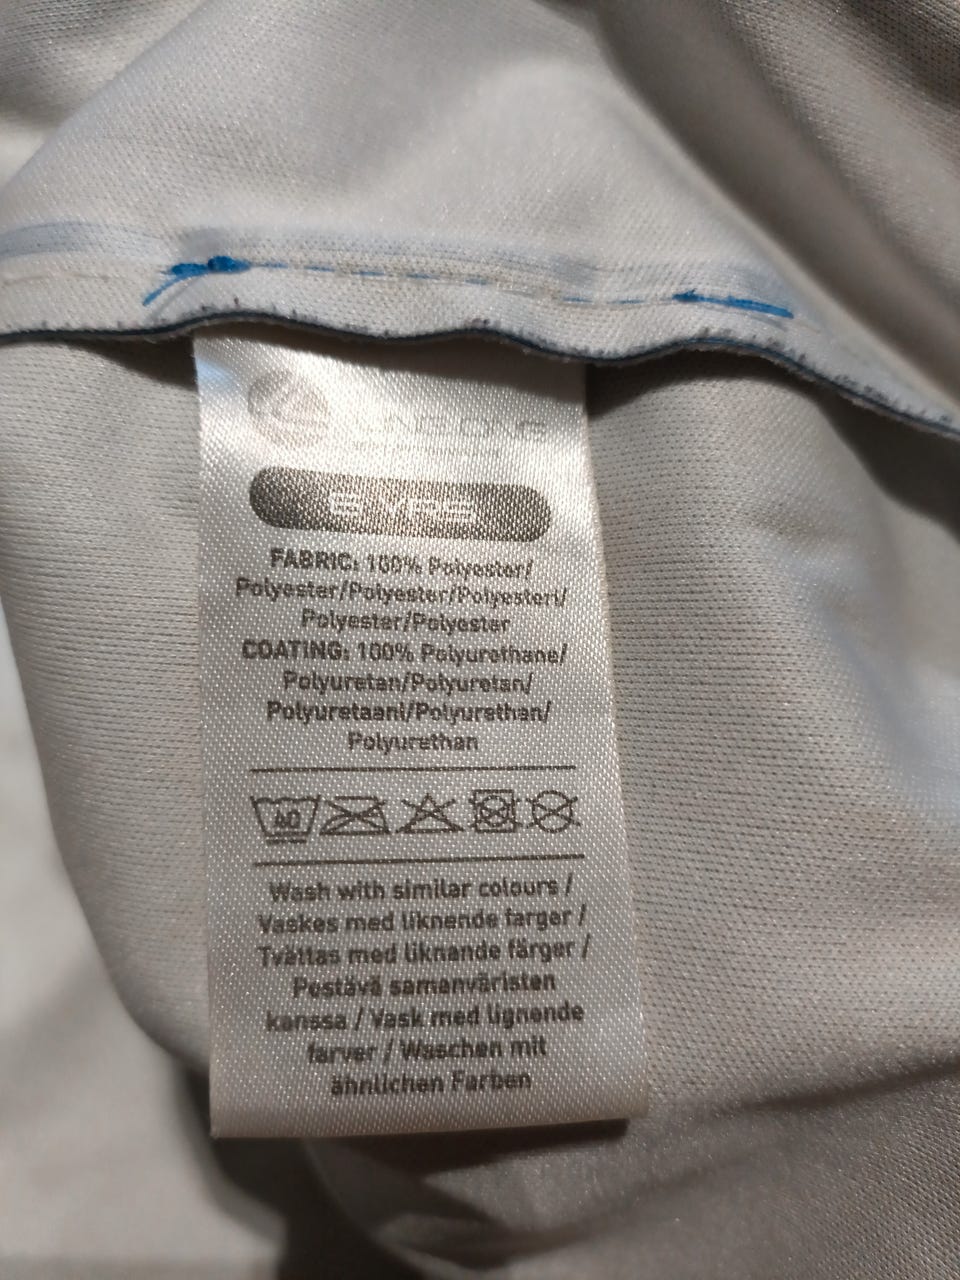 YRS
FABRIC: 100% Polyester/
Polyester/Polyester/Polyesteri/
Polyester/Polyester
COATING: 100% Polyurethane/
Polyuretan/Polyuretan/
Polyuretaani/Polyurethan/
Polyurethan
Wash with similar colours /
Vaskes med liknende farger /
Tvättas med liknande färger /
Pestävä samanväristen
kanssa / Vask med lignende
farver / Waschen mit
ähnlichen Farben